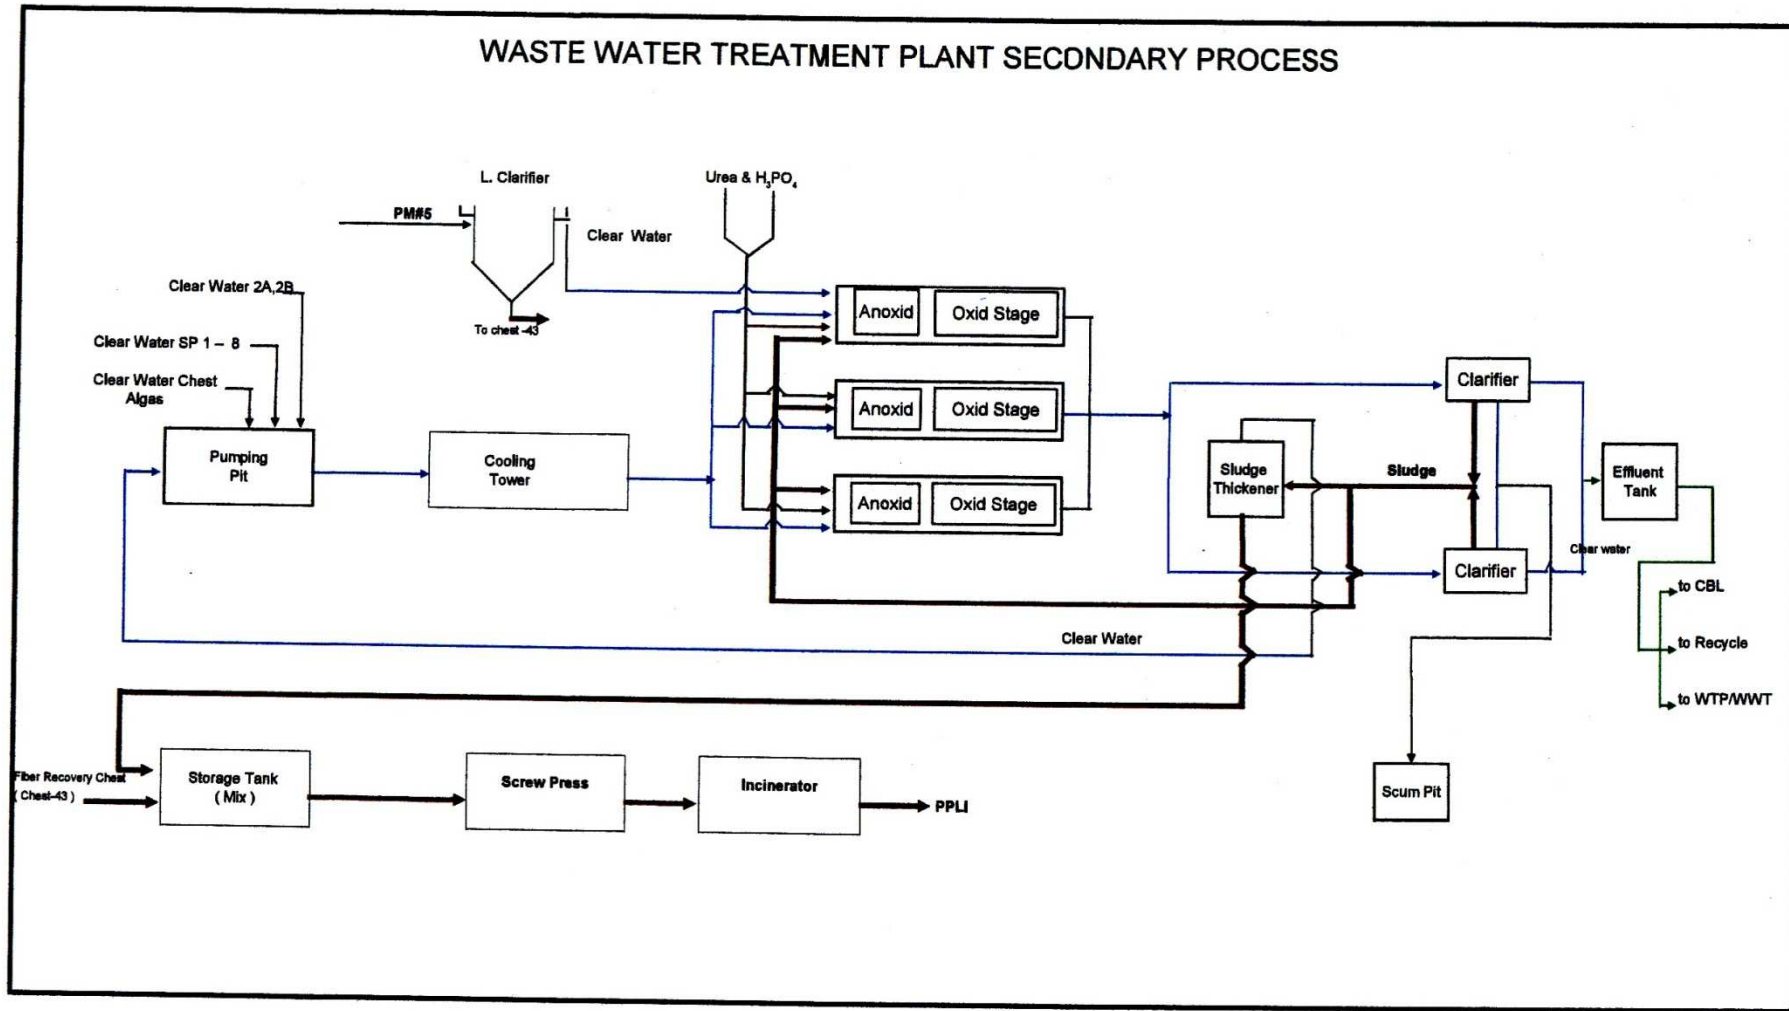 WASTE WATER TREATMENT PLANT SECONDARY PROCESS
L. Clarifier
Urea & H₃PO₄
PM#5
Clear Water
Clear Water 2A,2B
To chest -43
Clear Water SP 1 – 8
Clear Water Chest
Algas
Anoxid
Oxid Stage
Anoxid
Oxid Stage
Anoxid
Oxid Stage
Pumping
Pit
Cooling
Tower
Clarifier
Sludge
Thickener
Sludge
Effluent
Tank
Clear water
Clarifier
to CBL
to Recycle
to WTP/WWT
Clear Water
Fiber Recovery Chest
( Chest-43 )
Storage Tank
( Mix )
Screw Press
Incinerator
PPLI
Scum Pit